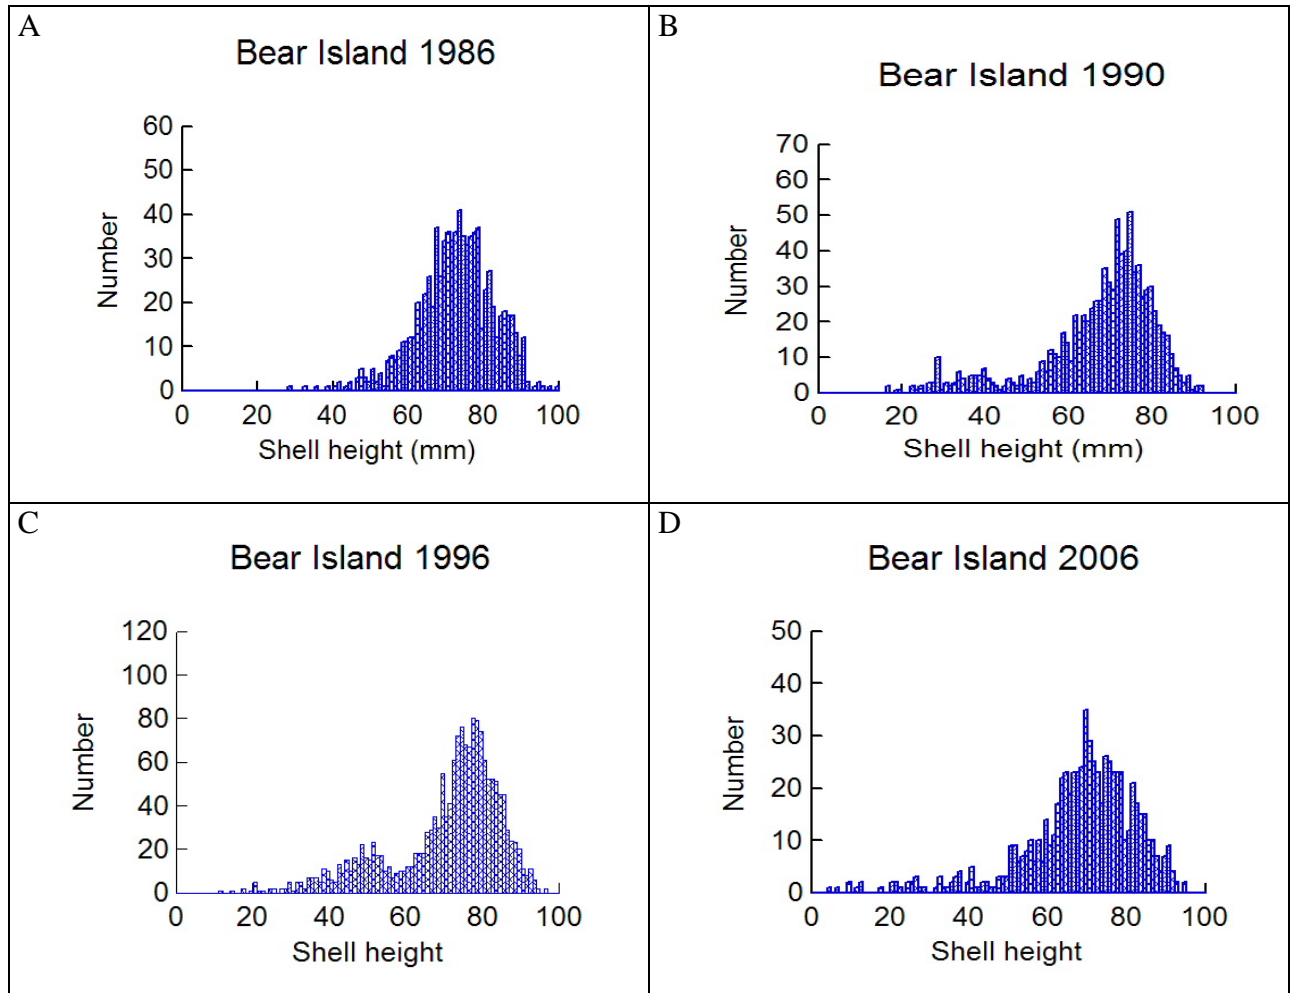 A
Bear Island 1986
60
50
40
30
20
10
0
Number
0 20 40 60 80 100
Shell height (mm)
B
Bear Island 1990
70
60
50
40
30
20
10
0
Number
0 20 40 60 80 100
Shell height (mm)
C
Bear Island 1996
120
100
80
60
40
20
0
Number
0 20 40 60 80 100
Shell height
D
Bear Island 2006
50
40
30
20
10
0
Number
0 20 40 60 80 100
Shell height